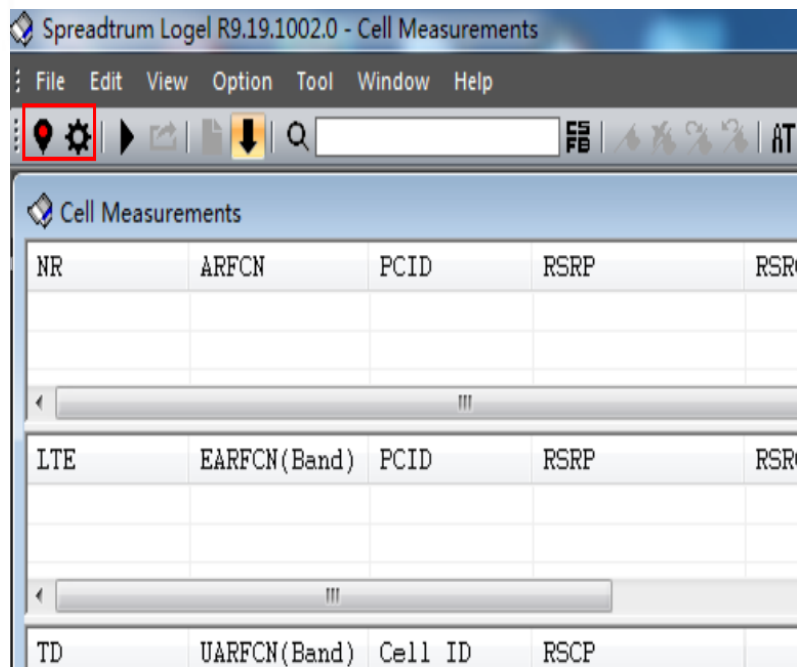 Spreadtrum Logel R9.19.1002.0 - Cell Measurements
File Edit View Option Tool Window Help
CSFB AT
Cell Measurements
NR ARFCN PCID RSRP
LTE EARFCN(Band) PCID RSRP
TD UARFCN(Band) Cell ID RSCP